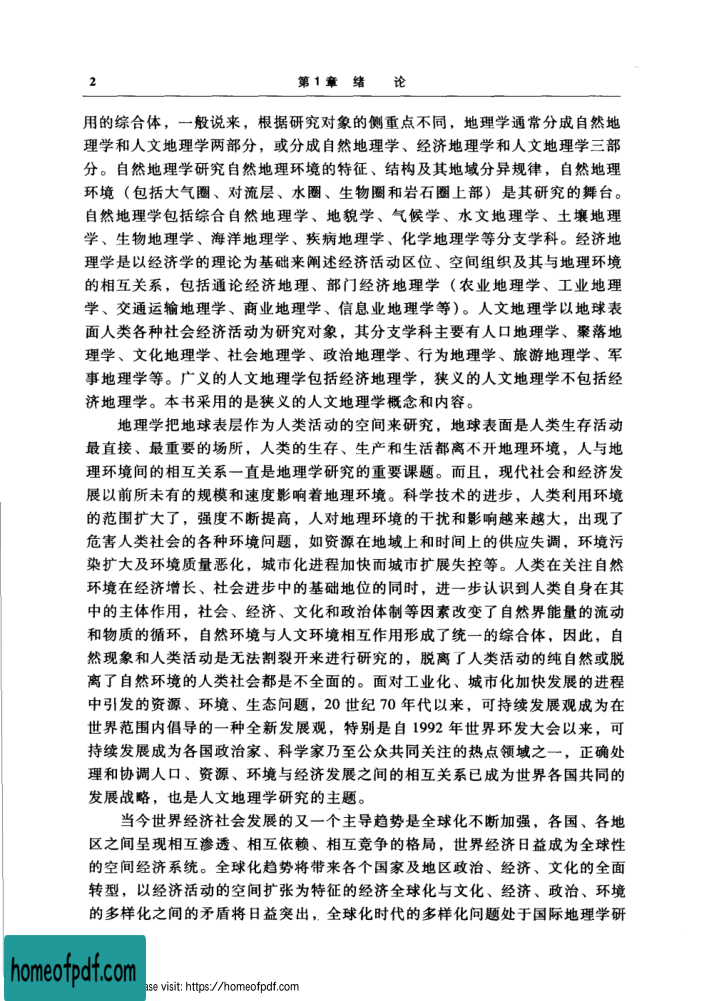 2
第1章 绪 论
用的综合体，一般说来，根据研究对象的侧重点不同，地理学通常分成自然地
理学和人文地理学两部分，或分成自然地理学、经济地理学和人文地理学三部
分。自然地理学研究自然地理环境的特征、结构及其地域分异规律，自然地理
环境（包括大气圈、对流层、水圈、生物圈和岩石圈上部）是其研究的舞台。
自然地理学包括综合自然地理学、地貌学、气候学、水文地理学、土壤地理
学、生物地理学、海洋地理学、疾病地理学、化学地理学等分支学科。经济地
理学是以经济学的理论为基础来阐述经济活动区位、空间组织及其与地理环境
的相互关系，包括通论经济地理、部门经济地理学（农业地理学、工业地理
学、交通运输地理学、商业地理学、信息业地理学等）。人文地理学以地球表
面人类各种社会经济活动为研究对象，其分支学科主要有人口地理学、聚落地
理学、文化地理学、社会地理学、政治地理学、行为地理学、旅游地理学、军
事地理学等。广义的人文地理学包括经济地理学，狭义的人文地理学不包括经
济地理学。本书采用的是狭义的人文地理学概念和内容。
地理学把地球表层作为人类活动的空间来研究，地球表面是人类生存活动
最直接、最重要的场所，人类的生存、生产和生活都离不开地理环境，人与地
理环境间的相互关系一直是地理学研究的重要课题。而且，现代社会和经济发
展以前所未有的规模和速度影响着地理环境。科学技术的进步，人类利用环境
的范围扩大了，强度不断提高，人对地理环境的干扰和影响越来越大，出现了
危害人类社会的各种环境问题，如资源在地域上和时间上的供应失调，环境污
染扩大及环境质量恶化，城市化进程加快而城市扩展失控等。人类在关注自然
环境在经济增长、社会进步中的基础地位的同时，进一步认识到人类自身在其
中的主体作用，社会、经济、文化和政治体制等因素改变了自然界能量的流动
和物质的循环，自然环境与人文环境相互作用形成了统一的综合体，因此，自
然现象和人类活动是无法割裂开来进行研究的，脱离了人类活动的纯自然或脱
离了自然环境的人类社会都是不全面的。面对工业化、城市化加快发展的进程
中引发的资源、环境、生态问题，20 世纪 70 年代以来，可持续发展观成为在
世界范围内倡导的一种全新发展观，特别是自 1992 年世界环发大会以来，可
持续发展成为各国政治家、科学家乃至公众共同关注的热点领域之一，正确处
理和协调人口、资源、环境与经济发展之间的相互关系已成为世界各国共同的
发展战略，也是人文地理学研究的主题。
当今世界经济社会发展的又一个主导趋势是全球化不断加强，各国、各地
区之间呈现相互渗透、相互依赖、相互竞争的格局，世界经济日益成为全球性
的空间经济系统。全球化趋势将带来各个国家及地区政治、经济、文化的全面
转型，以经济活动的空间扩张为特征的经济全球化与文化、经济、政治、环境
的多样化之间的矛盾将日益突出，全球化时代的多样化问题处于国际地理学研
homeofpdf.com
ase visit: https://homeofpdf.com